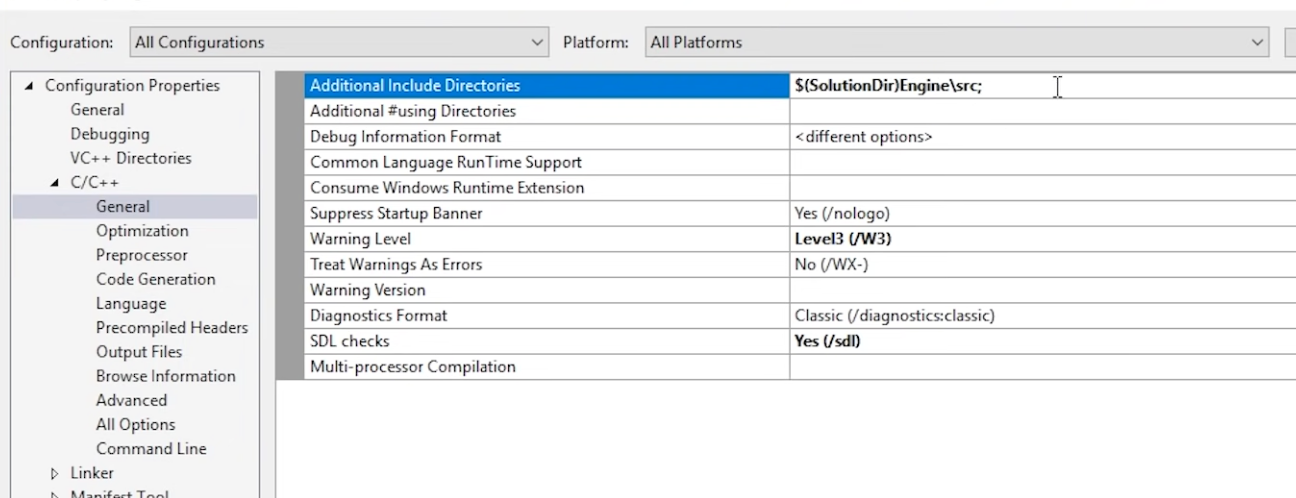 Configuration: All Configurations Platform: All Platforms
Configuration Properties
General
Debugging
VC++ Directories
C/C++
General
Optimization
Preprocessor
Code Generation
Language
Precompiled Headers
Output Files
Browse Information
Advanced
All Options
Command Line
Linker
Manifest Tool
Additional Include Directories $(SolutionDir)Engine\src;
Additional #using Directories
Debug Information Format <different options>
Common Language RunTime Support
Consume Windows Runtime Extension
Suppress Startup Banner Yes (/nologo)
Warning Level Level3 (/W3)
Treat Warnings As Errors No (/WX-)
Warning Version
Diagnostics Format Classic (/diagnostics:classic)
SDL checks Yes (/sdl)
Multi-processor Compilation